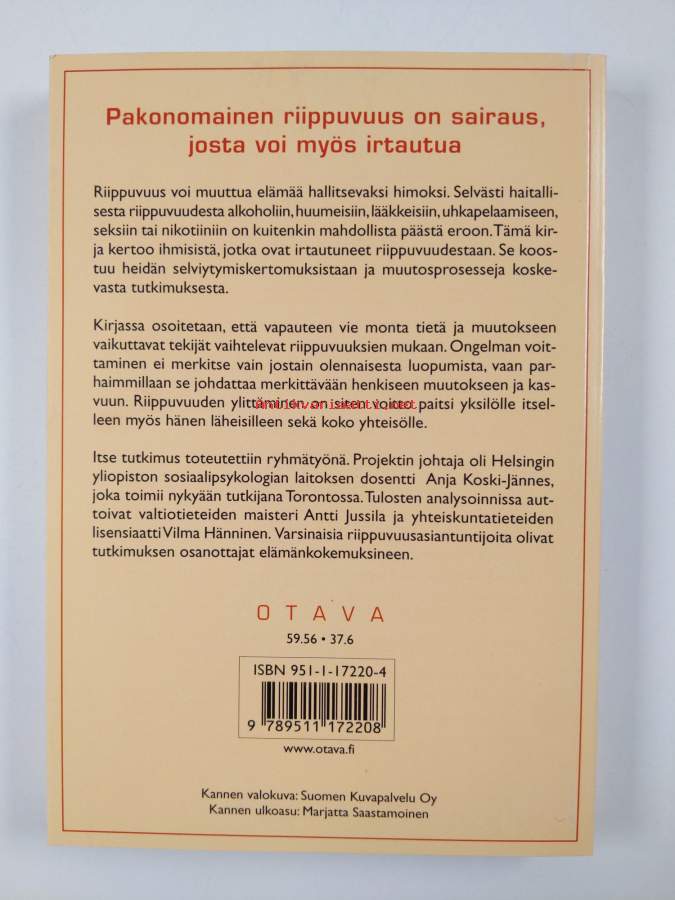 Pakonomainen riippuvuus on sairaus,
josta voi myös irtautua
Riippuvuus voi muuttua elämää hallitsevaksi himoksi. Selvästi haitalli-
sesta riippuvuudesta alkoholiin, huumeisiin, lääkkeisiin, uhkapelaamiseen,
seksiin tai nikotiiniin on kuitenkin mahdollista päästä eroon. Tämä kir-
ja kertoo ihmisistä, jotka ovat irtautuneet riippuvuudestaan. Se koos-
tuu heidän selviytymiskertomuksistaan ja muutosprosesseja koske-
vasta tutkimuksesta.
Kirjassa osoitetaan, että vapauteen vie monta tietä ja muutokseen
vaikuttavat tekijät vaihtelevat riippuvuuksien mukaan. Ongelman voit-
taminen ei merkitse vain jostain olennaisesta luopumista, vaan par-
haimmillaan se johdattaa merkittävään henkiseen muutokseen ja kas-
vuun. Riippuvuuden ylittäminen on siten voitto paitsi yksilölle itsel-
Antikvariaatti.net
leen myös hänen läheisilleen sekä koko yhteisölle.
Itse tutkimus toteutettiin ryhmätyönä. Projektin johtaja oli Helsingin
yliopiston sosiaalipsykologian laitoksen dosentti Anja Koski-Jännes,
joka toimii nykyään tutkijana Torontossa. Tulosten analysoinnissa aut-
toivat valtiotieteiden maisteri Antti Jussila ja yhteiskuntatieteiden
lisensiaatti Vilma Hänninen. Varsinaisia riippuvuusasiantuntijoita olivat
tutkimuksen osanottajat elämänkokemuksineen.
OTAVA
59.56 • 37.6
ISBN 951-1-17220-4
9 789511 172208
www.otava.fi
Kannen valokuva: Suomen Kuvapalvelu Oy
Kannen ulkoasu: Marjatta Saastamoinen